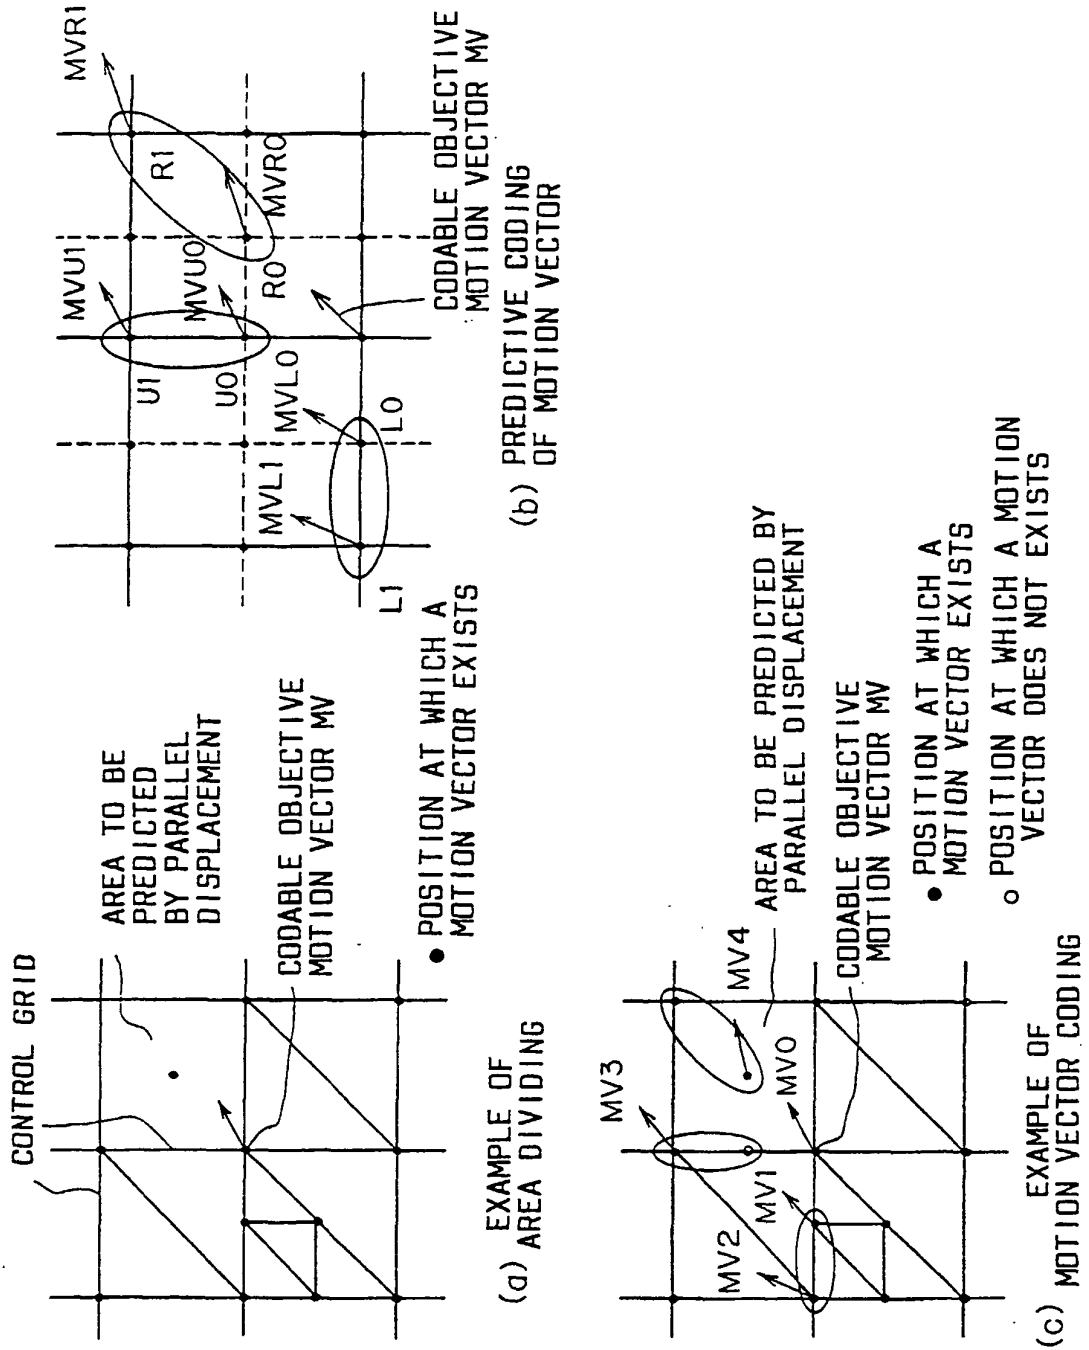 CONTROL GRID
AREA TO BE
PREDICTED
BY PARALLEL
DISPLACEMENT
CODABLE OBJECTIVE
MOTION VECTOR MV
● POSITION AT WHICH A
MOTION VECTOR EXISTS
(a) EXAMPLE OF
AREA DIVIDING
MVU1
MVR1
U1
R1
MVU0
U0
MVL0
R0
MVR0
MVL1
L1
L0
CODABLE OBJECTIVE
MOTION VECTOR MV
(b) PREDICTIVE CODING
OF MOTION VECTOR
MV3
MV4
MV2
MV1
MV0
AREA TO BE PREDICTED BY
PARALLEL DISPLACEMENT
CODABLE OBJECTIVE
MOTION VECTOR MV
● POSITION AT WHICH A
MOTION VECTOR EXISTS
○ POSITION AT WHICH A MOTION
VECTOR DOES NOT EXISTS
(c) EXAMPLE OF
MOTION VECTOR CODING